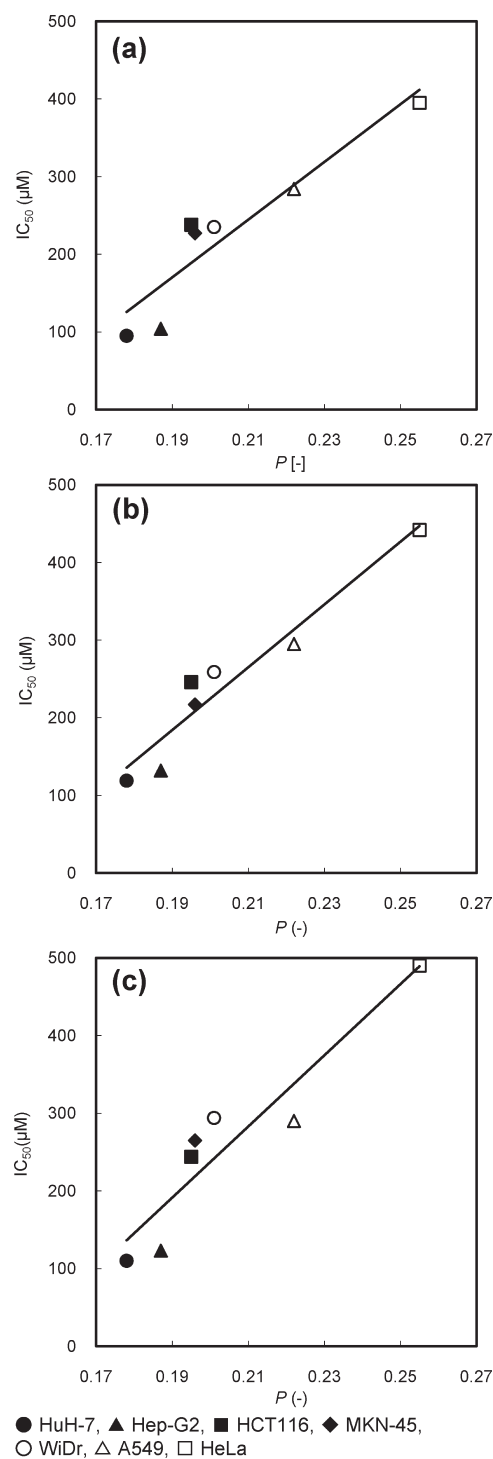 (a)
500
400
300
200
100
0
IC50 (µM)
0.17 0.19 0.21 0.23 0.25 0.27
P [-]
(b)
500
400
300
200
100
0
IC50 (µM)
0.17 0.19 0.21 0.23 0.25 0.27
P (-)
(c)
500
400
300
200
100
0
IC50(µM)
0.17 0.19 0.21 0.23 0.25 0.27
P (-)
● HuH-7, ▲ Hep-G2, ■ HCT116, ◆ MKN-45,
○ WiDr, △ A549, □ HeLa